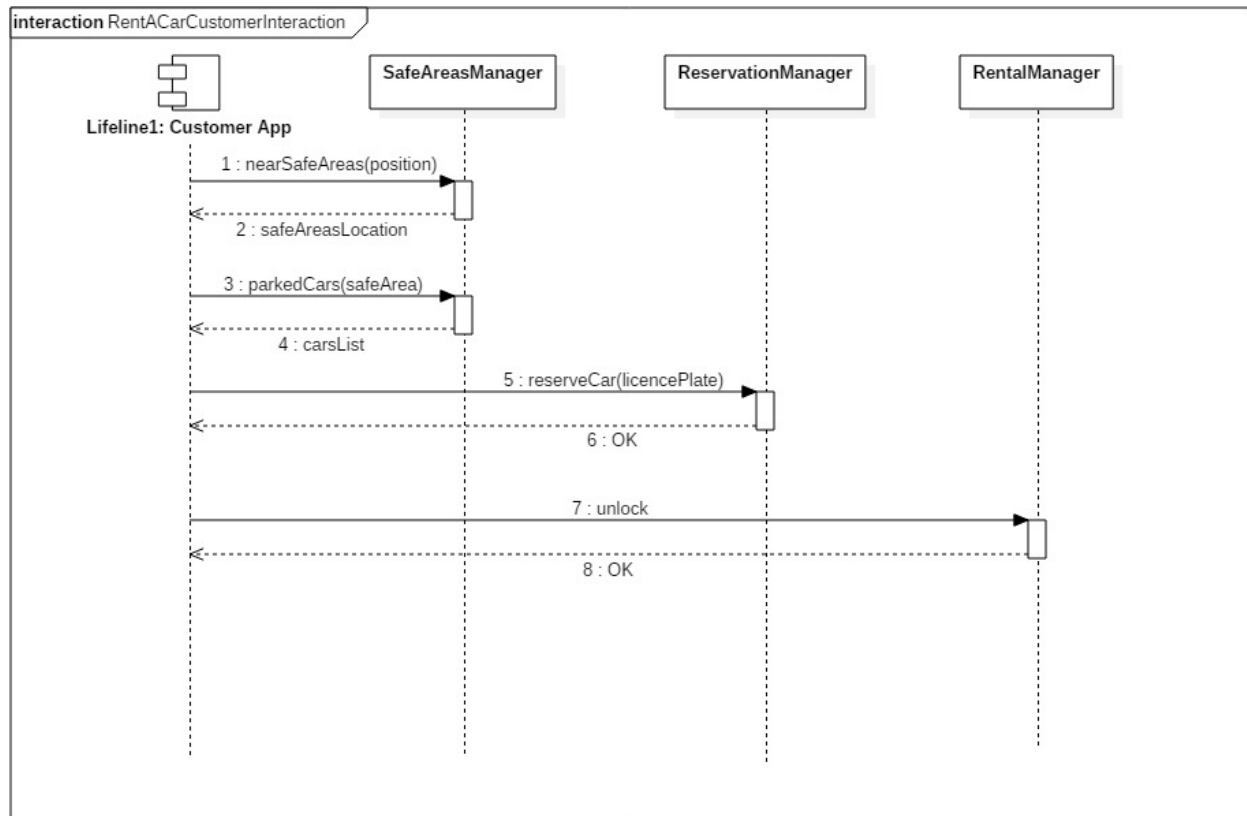 interaction RentACarCustomerInteraction
SafeAreasManager
ReservationManager
RentalManager
Lifeline1: Customer App
1 : nearSafeAreas(position)
2 : safeAreasLocation
3 : parkedCars(safeArea)
4 : carsList
5 : reserveCar(licencePlate)
6 : OK
7 : unlock
8 : OK